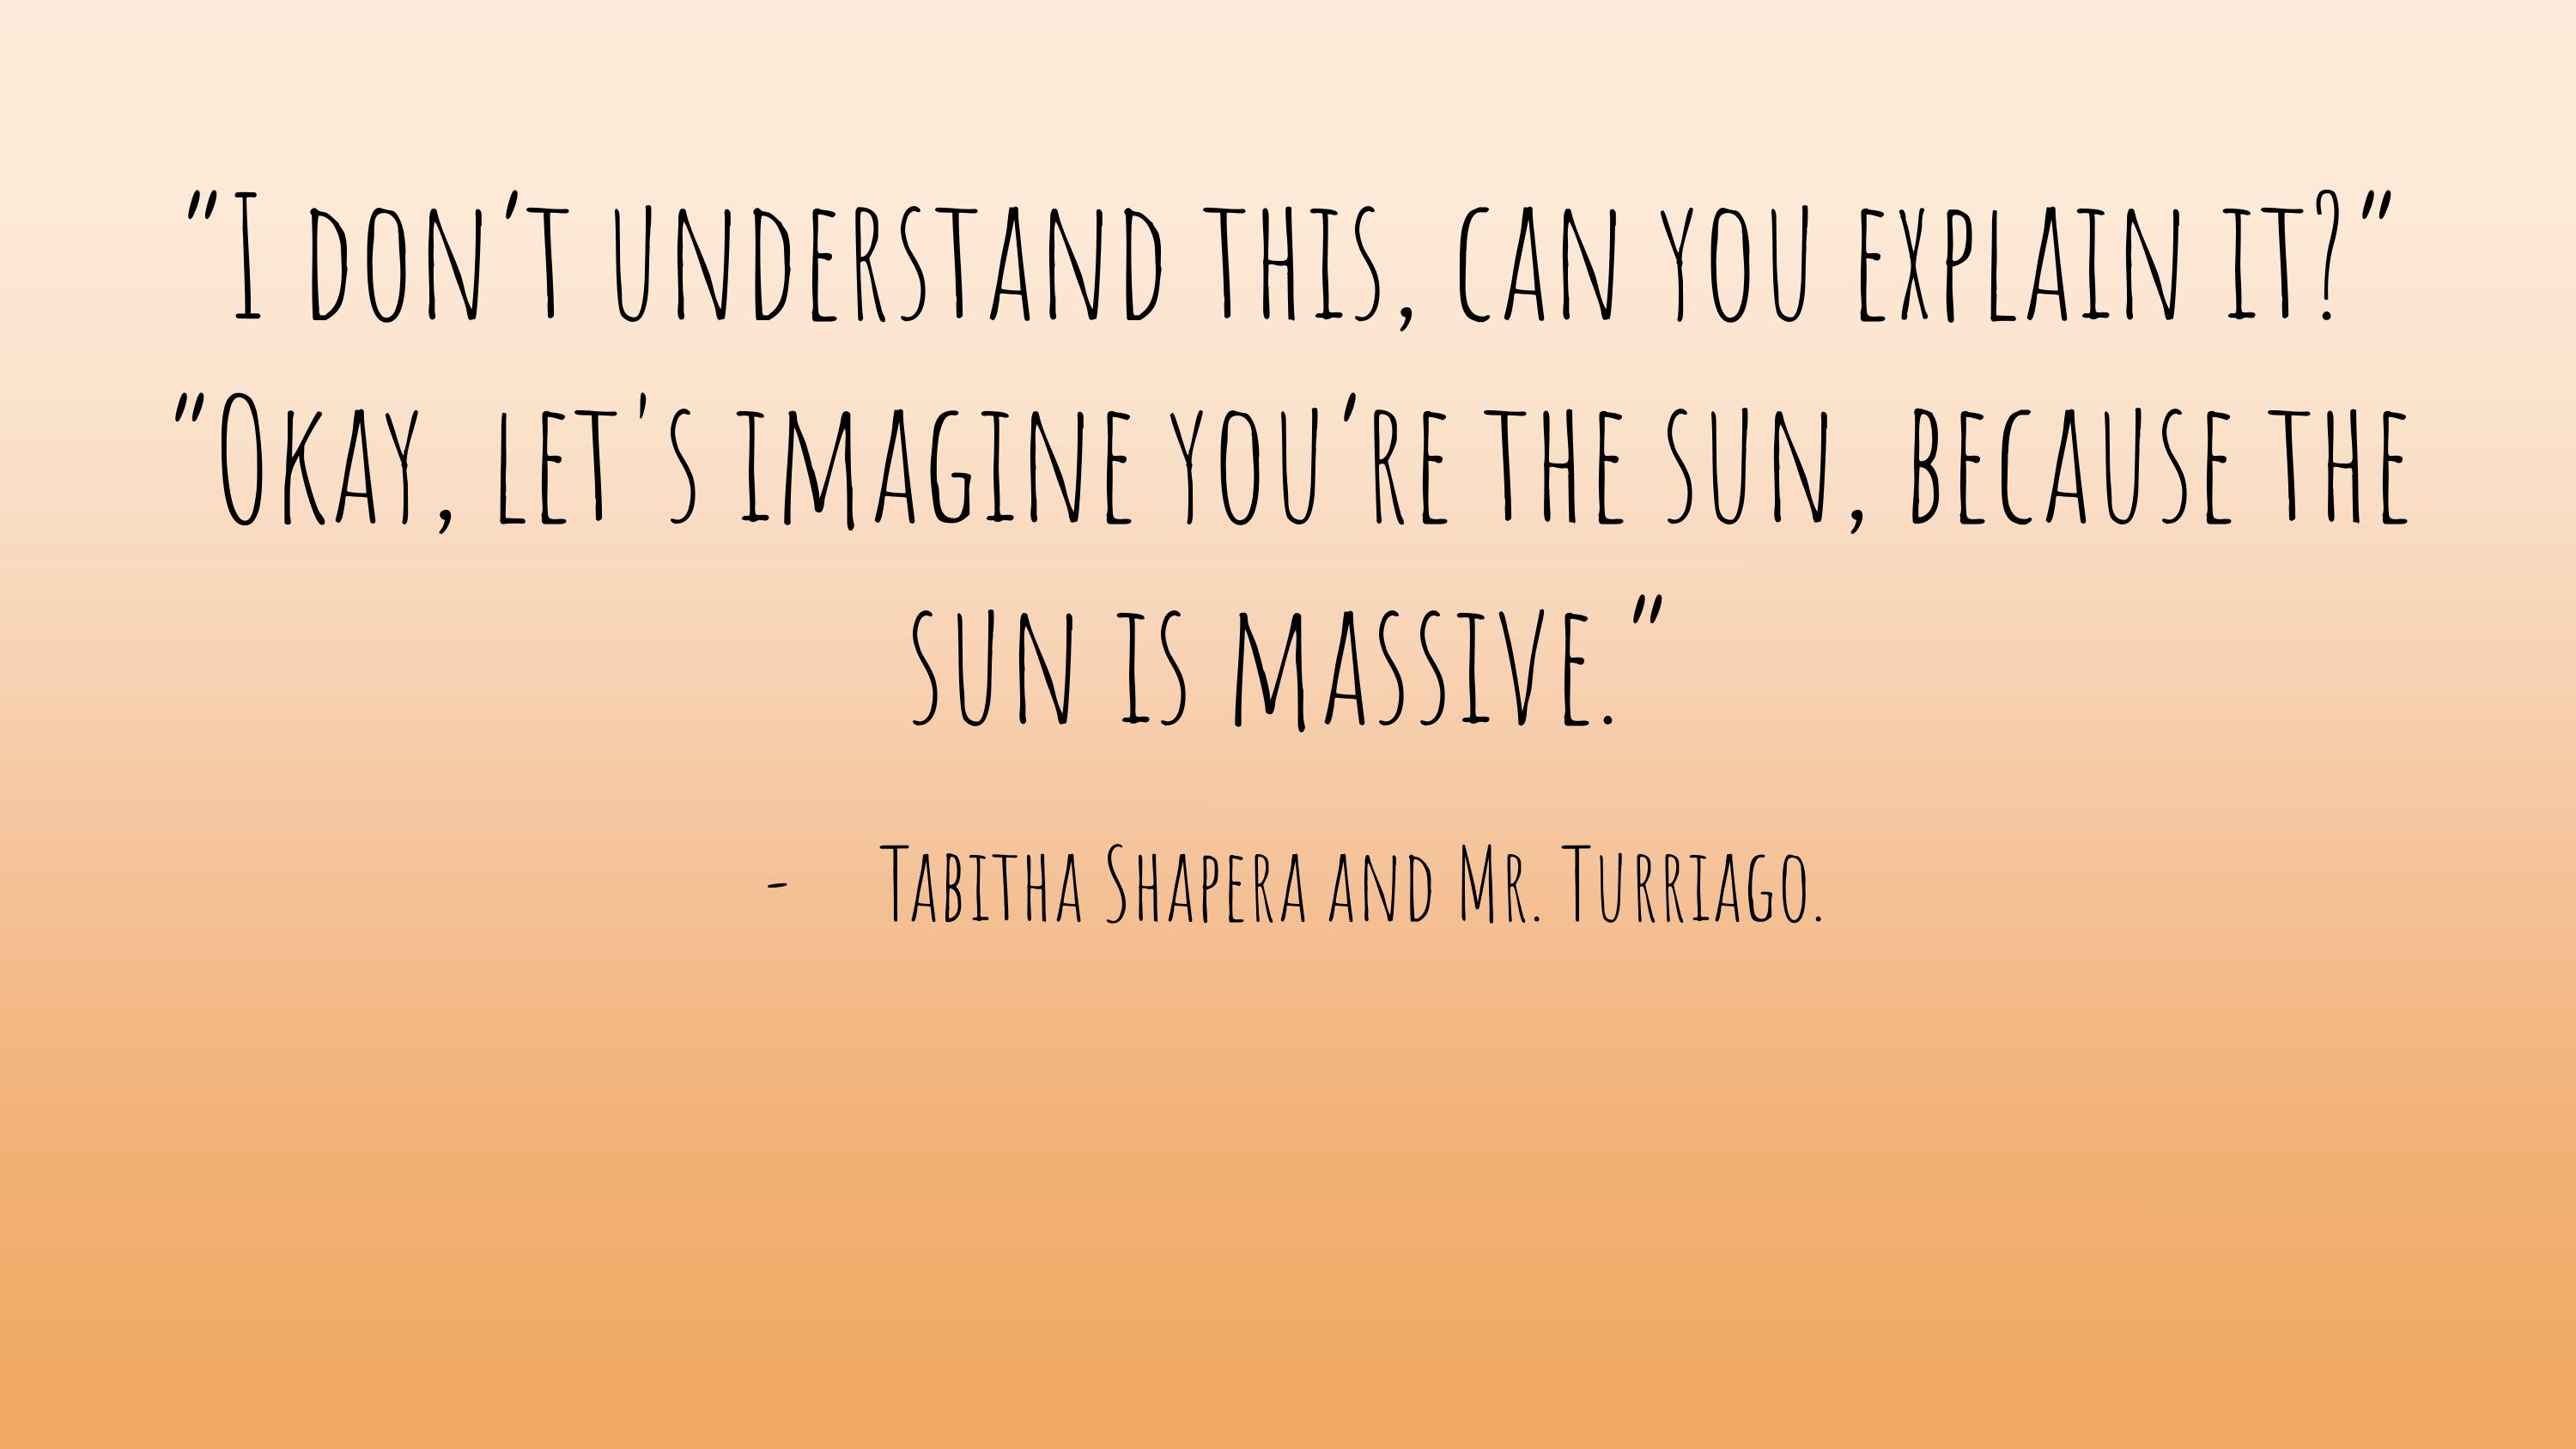 “I don’t understand this, can you explain it?”
“Okay, let's imagine you’re the sun, because the
sun is massive.”
- Tabitha Shapera and Mr. Turriago.